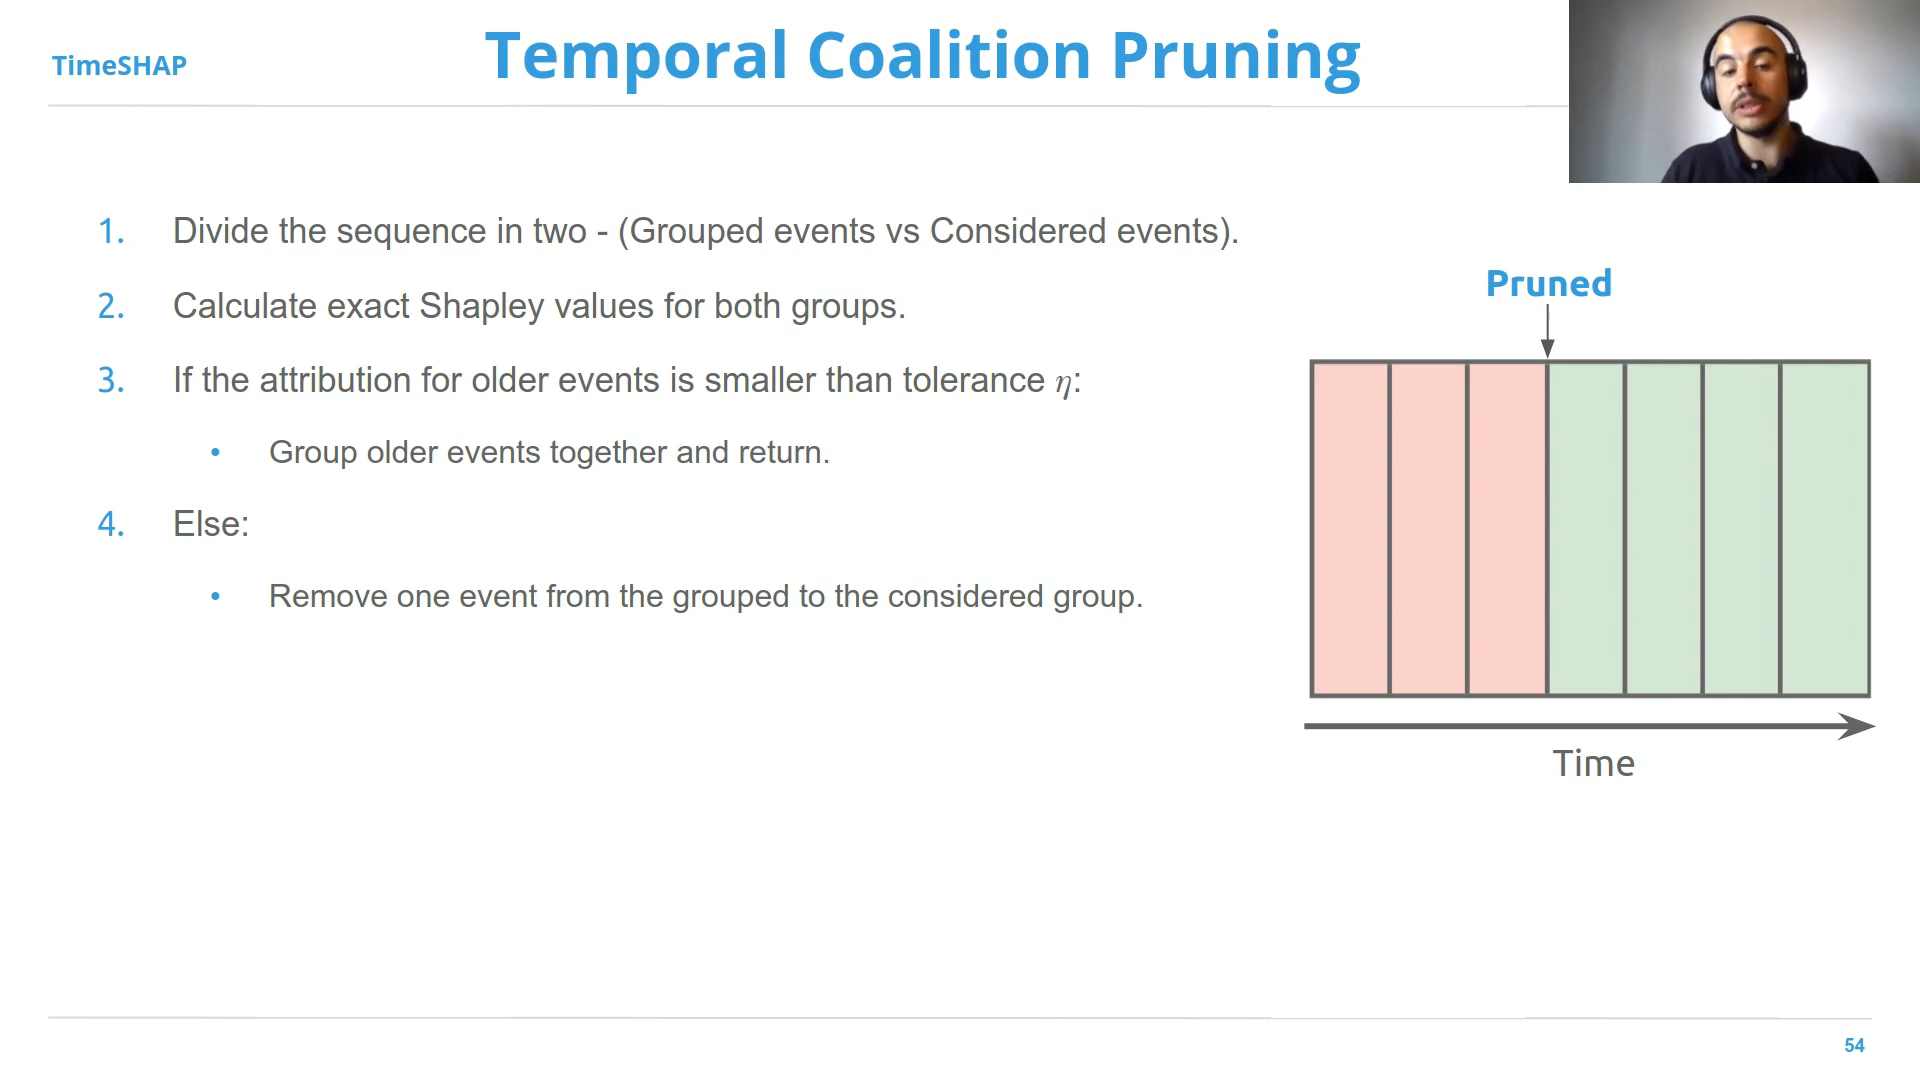 TimeSHAP
Temporal Coalition Pruning
1. Divide the sequence in two - (Grouped events vs Considered events).
2. Calculate exact Shapley values for both groups.
3. If the attribution for older events is smaller than tolerance η:
• Group older events together and return.
4. Else:
• Remove one event from the grouped to the considered group.
Pruned
Time
54